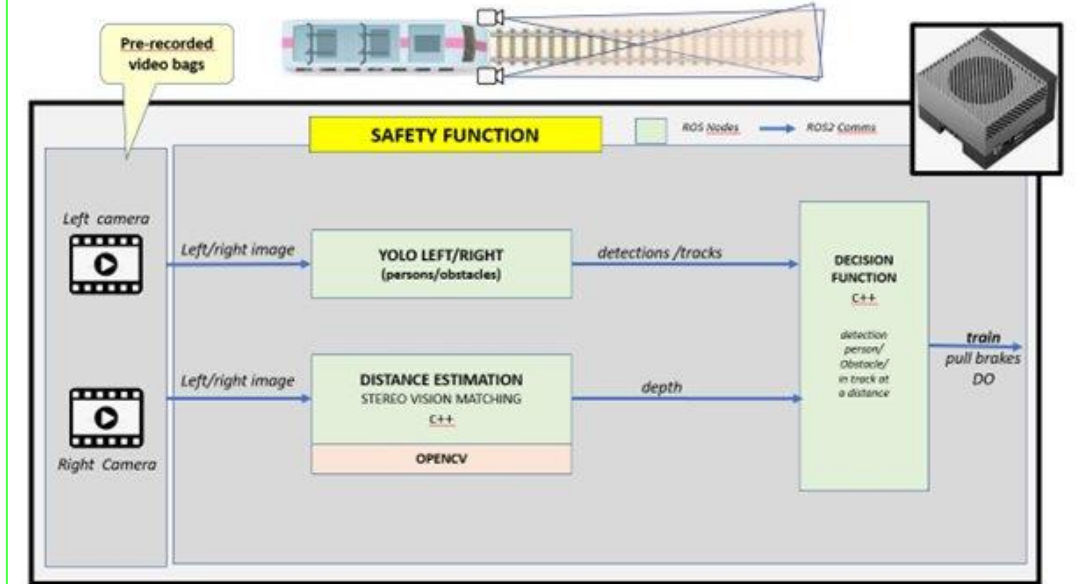 Pre-recorded
video bags
SAFETY FUNCTION
ROS Nodes
ROS2 Comms
Left camera
Left/right image
YOLO LEFT/RIGHT
(persons/obstacles)
detections /tracks
DECISION
FUNCTION
C++
detection
person/
Obstacle/
in track at
a distance
train
pull brakes
DO
Left/right image
DISTANCE ESTIMATION
STEREO VISION MATCHING
C++
OPENCV
depth
Right Camera